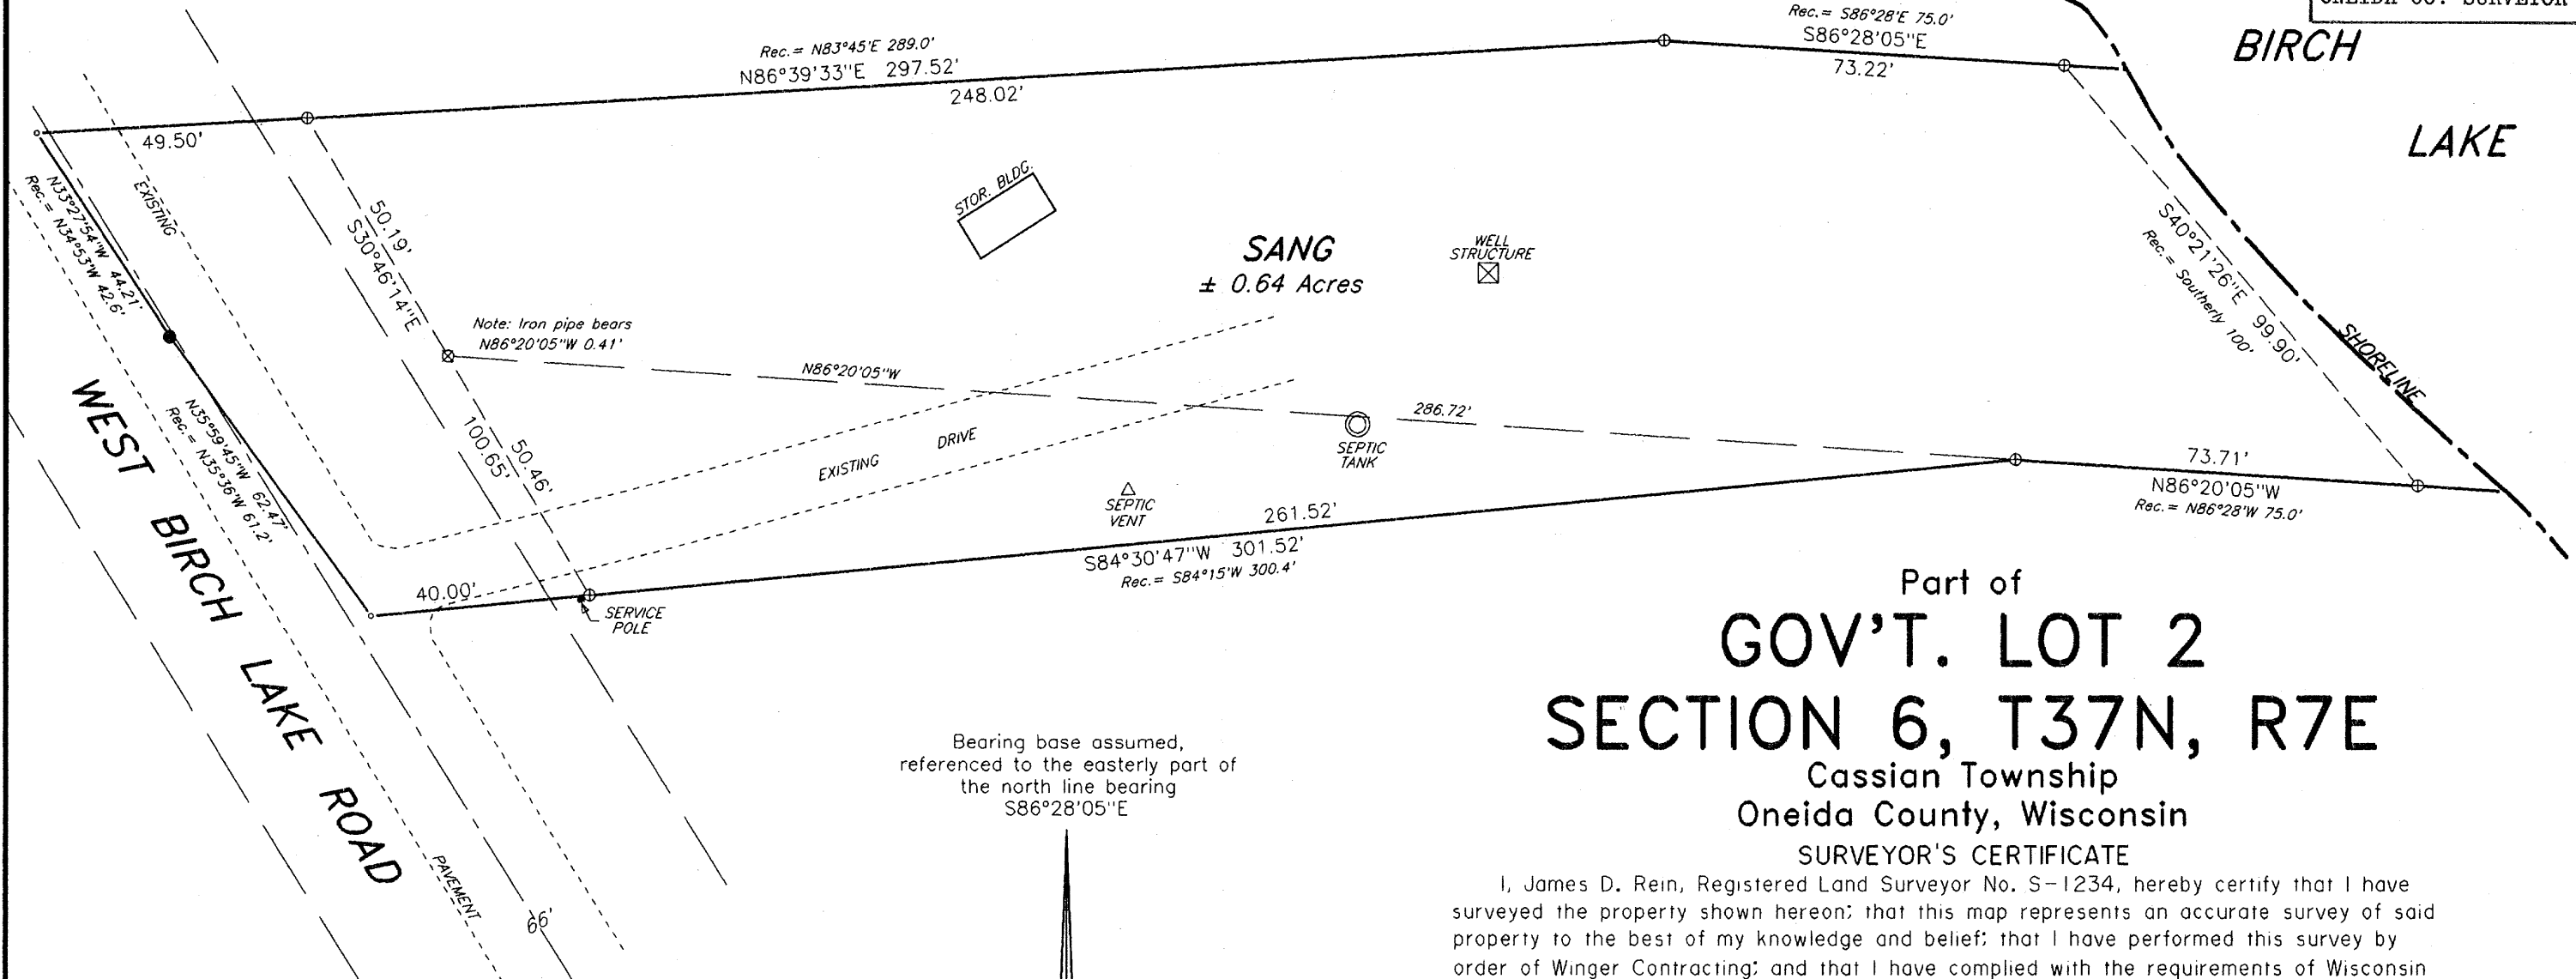 Rec.= S86°28'E 75.0'
S86°28'05"E
73.22'
BIRCH
LAKE
Rec.= N83°45'E 289.0'
N86°39'33"E 297.52'
248.02'
49.50'
N33°27'54"W 44.21'
Rec.= N34°53'W 42.6'
EXISTING
50.19'
S30°46'14"E
STOR. BLDG.
SANG
± 0.64 Acres
WELL
STRUCTURE
S40°21'26"E 99.90'
Rec.= Southerly 100'
SHORELINE
Note: Iron pipe bears
N86°20'05"W 0.41'
N86°20'05"W
286.72'
N35°59'45"W 62.47'
Rec.= N35°36'W 61.2'
100.65'
50.46'
EXISTING DRIVE
SEPTIC
TANK
SEPTIC
VENT
73.71'
N86°20'05"W
Rec.= N86°28'W 75.0'
261.52'
S84°30'47"W 301.52'
Rec.= S84°15'W 300.4'
40.00'
SERVICE
POLE
WEST BIRCH LAKE ROAD
PAVEMENT
66'
Bearing base assumed,
referenced to the easterly part of
the north line bearing
S86°28'05"E
Part of
GOV'T. LOT 2
SECTION 6, T37N, R7E
Cassian Township
Oneida County, Wisconsin
SURVEYOR'S CERTIFICATE
I, James D. Rein, Registered Land Surveyor No. S-1234, hereby certify that I have
surveyed the property shown hereon; that this map represents an accurate survey of said
property to the best of my knowledge and belief; that I have performed this survey by
order of Winger Contracting; and that I have complied with the requirements of Wisconsin